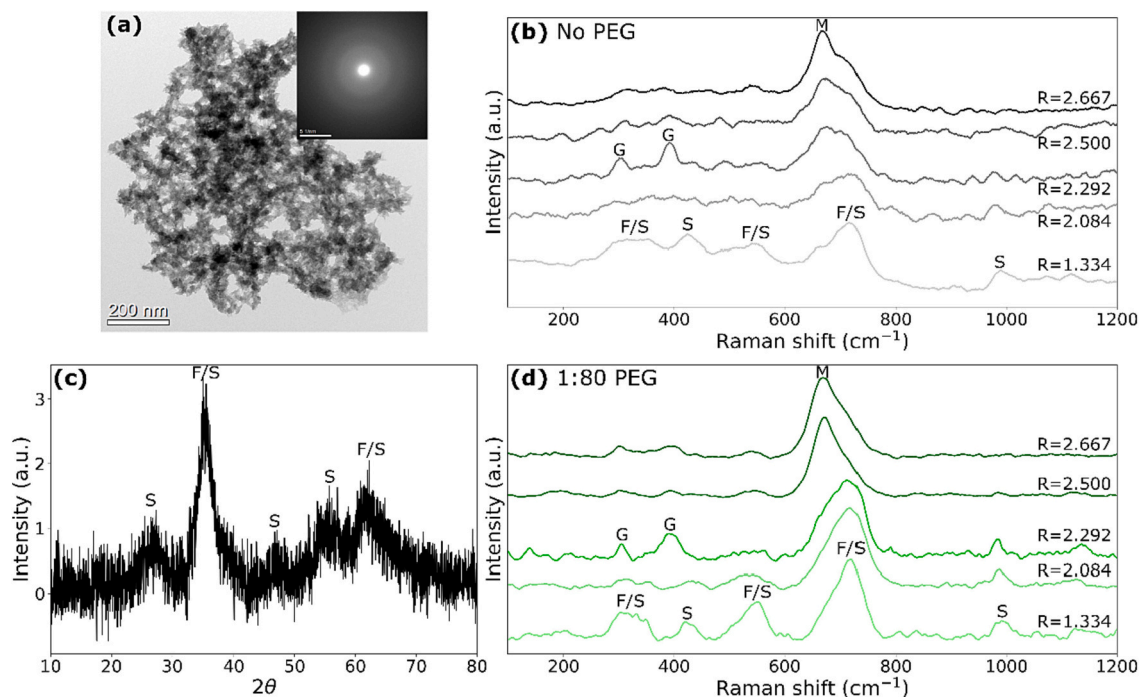 (a)
200 nm
(b) No PEG
Intensity (a.u.)
M
R=2.667
R=2.500
G
G
R=2.292
R=2.084
F/S
S
F/S
F/S
S
R=1.334
200
400
600
800
1000
1200
Raman shift (cm⁻¹)
(c)
Intensity (a.u.)
3
2
1
0
F/S
S
S
S
F/S
10
20
30
40
50
60
70
80
2θ
(d) 1:80 PEG
Intensity (a.u.)
M
R=2.667
R=2.500
G
G
R=2.292
R=2.084
F/S
S
F/S
F/S
S
R=1.334
200
400
600
800
1000
1200
Raman shift (cm⁻¹)